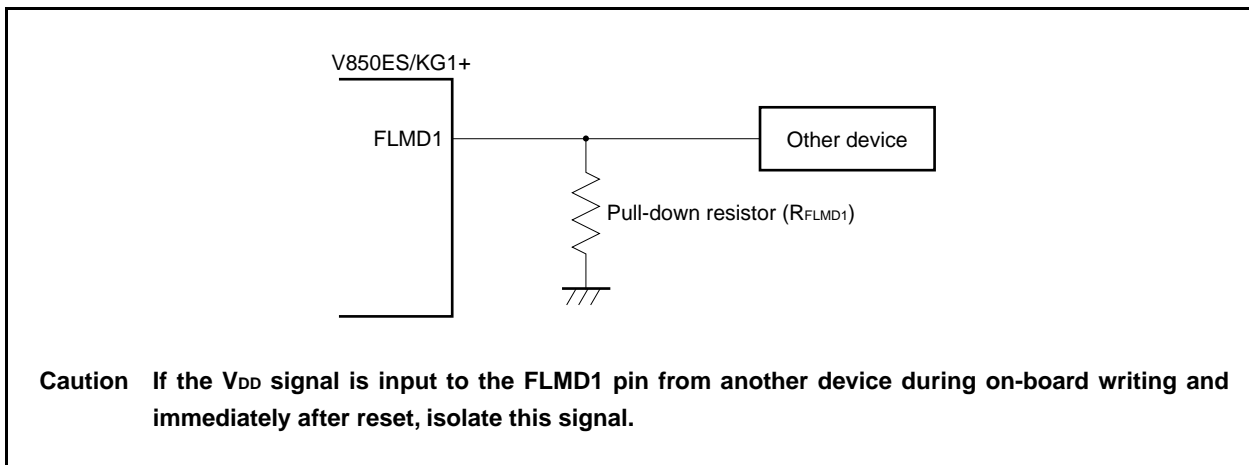 V850ES/KG1+
FLMD1
Other device
Pull-down resistor (RFLMD1)
Caution If the VDD signal is input to the FLMD1 pin from another device during on-board writing and
immediately after reset, isolate this signal.